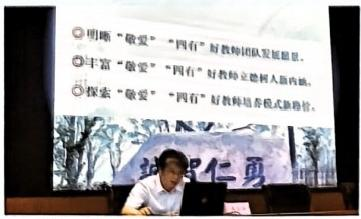 ◎明晰“敬爱”“四有”好教师团队发展愿景。
◎丰富“敬爱”“四有”好教师立德树人新内涵。
◎探索“敬爱”“四有”好教师培养模式新路径。
诚 仁勇